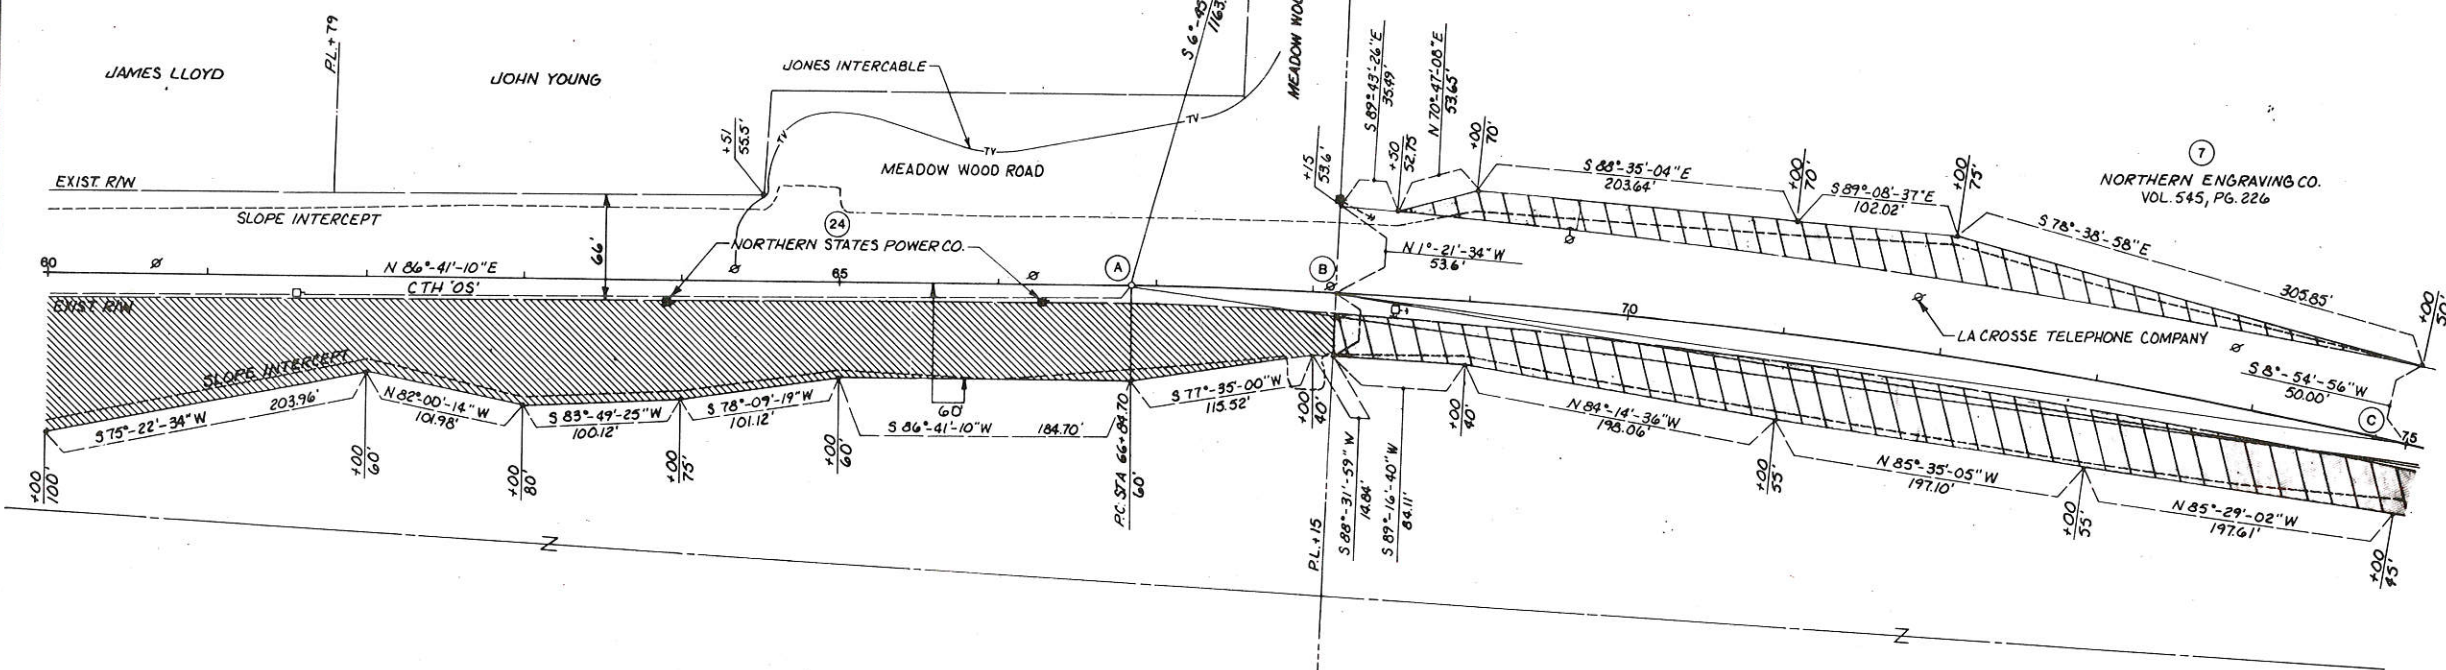 JAMES LLOYD
P.L.+79
JOHN YOUNG
JONES INTERCABLE
+51
55.5'
TV
TV
TV
MEADOW WOOD ROAD
S 6°-45
1163.
MEADOW WOO
+15
53.6'
S 89°-43'-26"E
35.49'
+50
52.75
N 70°-47'-08"E
53.65'
+00
70'
S 88°-35'-04"E
203.64'
+00
70'
S 89°-08'-37"E
102.02'
+00
75'
7
NORTHERN ENGRAVING CO.
VOL. 545, PG. 226
S 78°-38'-58"E
305.85'
+00
50'
EXIST. R/W
SLOPE INTERCEPT
24
NORTHERN STATES POWER CO.
66'
60
N 86°-41'-10"E
65
CTH 'OS'
A
B
N 1°-21'-34"W
53.6'
70
LA CROSSE TELEPHONE COMPANY
S 8°-54'-56"W
50.00'
C
75
EXIST. R/W
SLOPE INTERCEPT
S 75°-22'-34"W
203.96'
N 82°-00'-14"W
101.98'
S 83°-49'-25"W
100.12'
S 78°-09'-19"W
101.12'
60'
S 86°-41'-10"W
184.70'
S 77°-35'-00"W
115.52'
+00
100'
+00
60'
+00
80'
+00
75'
+00
60'
P.C. STA 66+84.70
60'
+00
40'
P.L.+15
S 88°-31'-59"W
14.84'
S 89°-16'-40"W
84.11'
+00
40'
N 84°-14'-36"W
198.06'
+00
55'
N 85°-35'-05"W
197.10'
+00
55'
N 85°-29'-02"W
197.61'
+00
45'
Z
Z